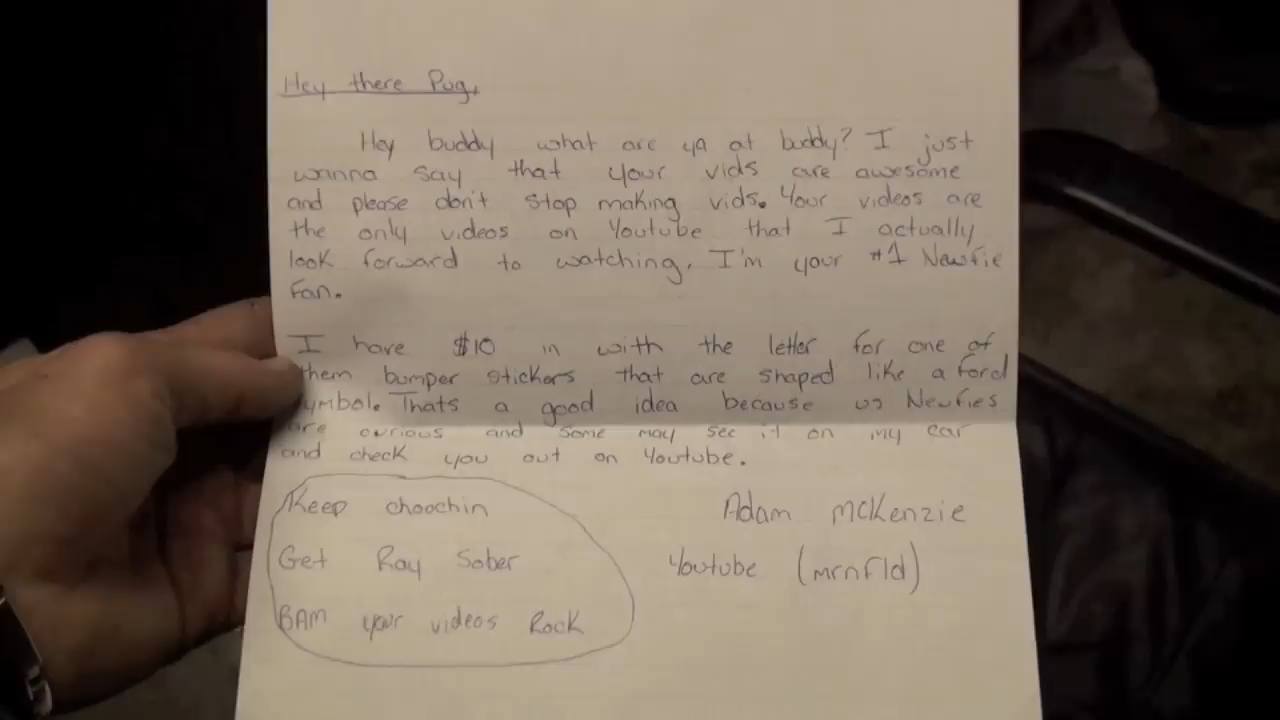 Hey there Pug,
Hey buddy what are ya at buddy? I just
wanna say that your vids are awesome
and please don't stop making vids. Your videos are
the only videos on Youtube that I actually
look forward to watching. I'm your #1 Newfie
Fan.
I have $10 in with the letter for one of
them bumper stickers that are shaped like a ford
symbol. Thats a good idea because us Newfies
are curious and some may see it on my car
and check you out on Youtube.
Keep choochin
Adam McKenzie
Get Ray Sober
Youtube (mrnfld)
BAM your videos Rock